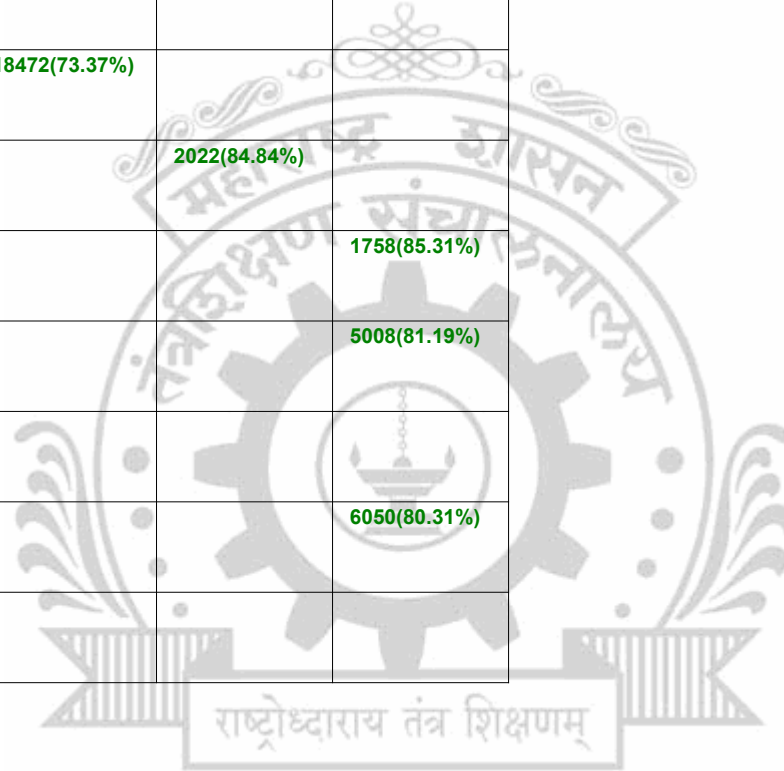 18472(73.37%)
महाराष्ट्र शासन
2022(84.84%)
तंत्रशिक्षण संचालनालय
1758(85.31%)
5008(81.19%)
6050(80.31%)
राष्ट्रोध्दाराय तंत्र शिक्षणम्